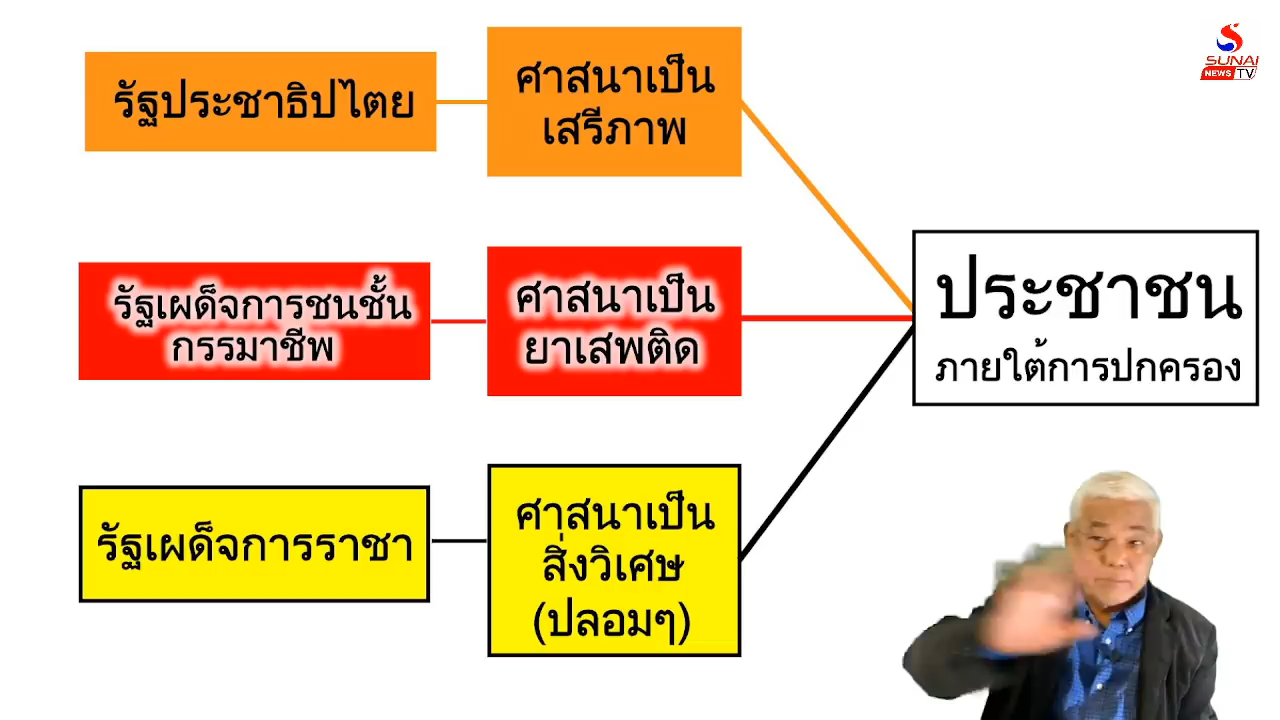 รัฐประชาธิปไตย
ศาสนาเป็น
เสรีภาพ
รัฐเผด็จการชนชั้น
กรรมาชีพ
ศาสนาเป็น
ยาเสพติด
รัฐเผด็จการราชา
ศาสนาเป็น
สิ่งวิเศษ
(ปลอมๆ)
ประชาชน
ภายใต้การปกครอง
SUNAI
NEWS TV